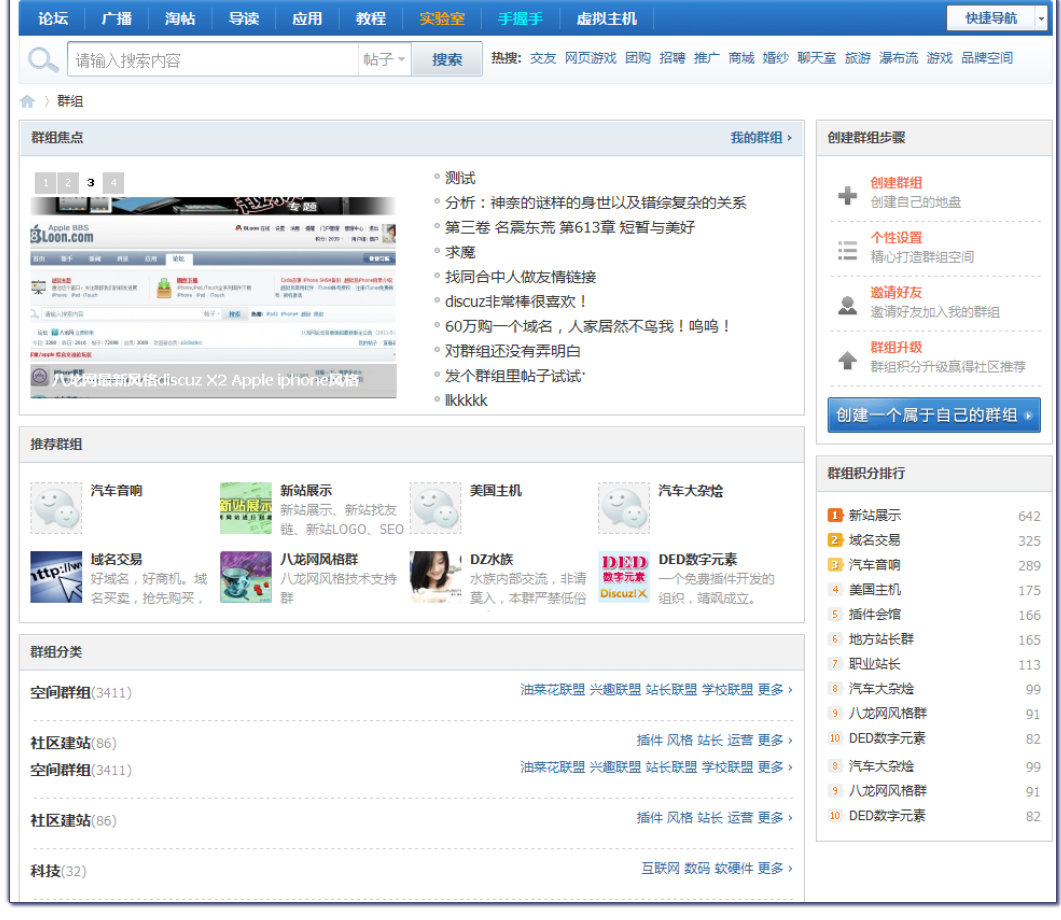 论坛 广播 淘帖 导读 应用 教程 实验室 手握手 虚拟主机 快捷导航
请输入搜索内容 帖子 搜索 热搜: 交友 网页游戏 团购 招聘 推广 商城 婚纱 聊天室 旅游 瀑布流 游戏 品牌空间
群组
群组焦点 我的群组 ›
1 2 3 4
专题
Apple BBS
8Loon.com
八龙网最新风格discuz X2 Apple iphone风格
测试
分析：神奈的谜样的身世以及错综复杂的关系
第三卷 名震东荒 第613章 短暂与美好
求魔
找同合中人做友情链接
discuz非常棒很喜欢！
60万购一个域名，人家居然不鸟我！呜呜！
对群组还没有弄明白
发个群组里帖子试试·
llkkkkk
创建群组步骤
创建群组
创建自己的地盘
个性设置
精心打造群组空间
邀请好友
邀请好友加入我的群组
群组升级
群组积分升级赢得社区推荐
创建一个属于自己的群组
推荐群组
汽车音响
新站展示
新站展示、新站找友
链、新站LOGO、SEO
美国主机
汽车大杂烩
http://ww
域名交易
好域名，好商机。域
名买卖，抢先购买，
八龙网风格群
八龙网风格技术支持
群
DZ水族
水族内部交流，非请
莫入，本群严禁低俗
DED
数字元素
Discuz!X
DED数字元素
一个免费插件开发的
组织，靖飒成立。
群组积分排行
1 新站展示 642
2 域名交易 325
3 汽车音响 289
4 美国主机 175
5 插件会馆 166
6 地方站长群 165
7 职业站长 113
8 汽车大杂烩 99
9 八龙网风格群 91
10 DED数字元素 82
8 汽车大杂烩 99
9 八龙网风格群 91
10 DED数字元素 82
群组分类
空间群组(3411) 油菜花联盟 兴趣联盟 站长联盟 学校联盟 更多 ›
社区建站(86) 插件 风格 站长 运营 更多 ›
空间群组(3411) 油菜花联盟 兴趣联盟 站长联盟 学校联盟 更多 ›
社区建站(86) 插件 风格 站长 运营 更多 ›
科技(32) 互联网 数码 软硬件 更多 ›